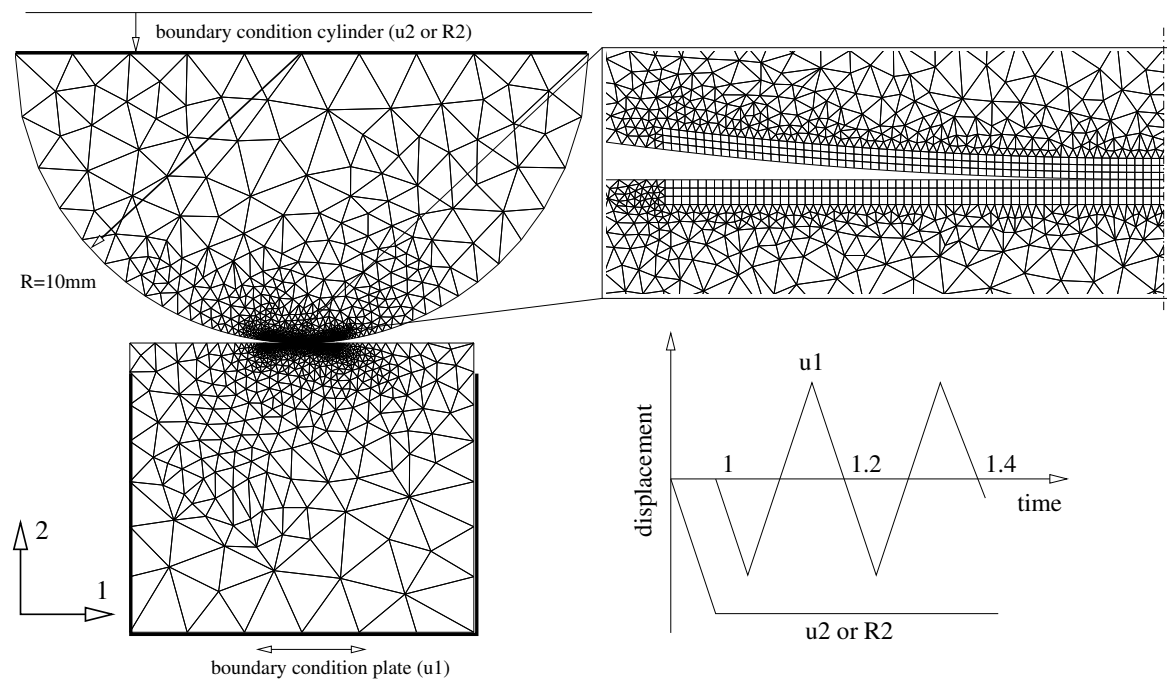 boundary condition cylinder (u2 or R2)
R=10mm
u1
1
1.2
1.4
displacement
time
2
1
u2 or R2
boundary condition plate (u1)